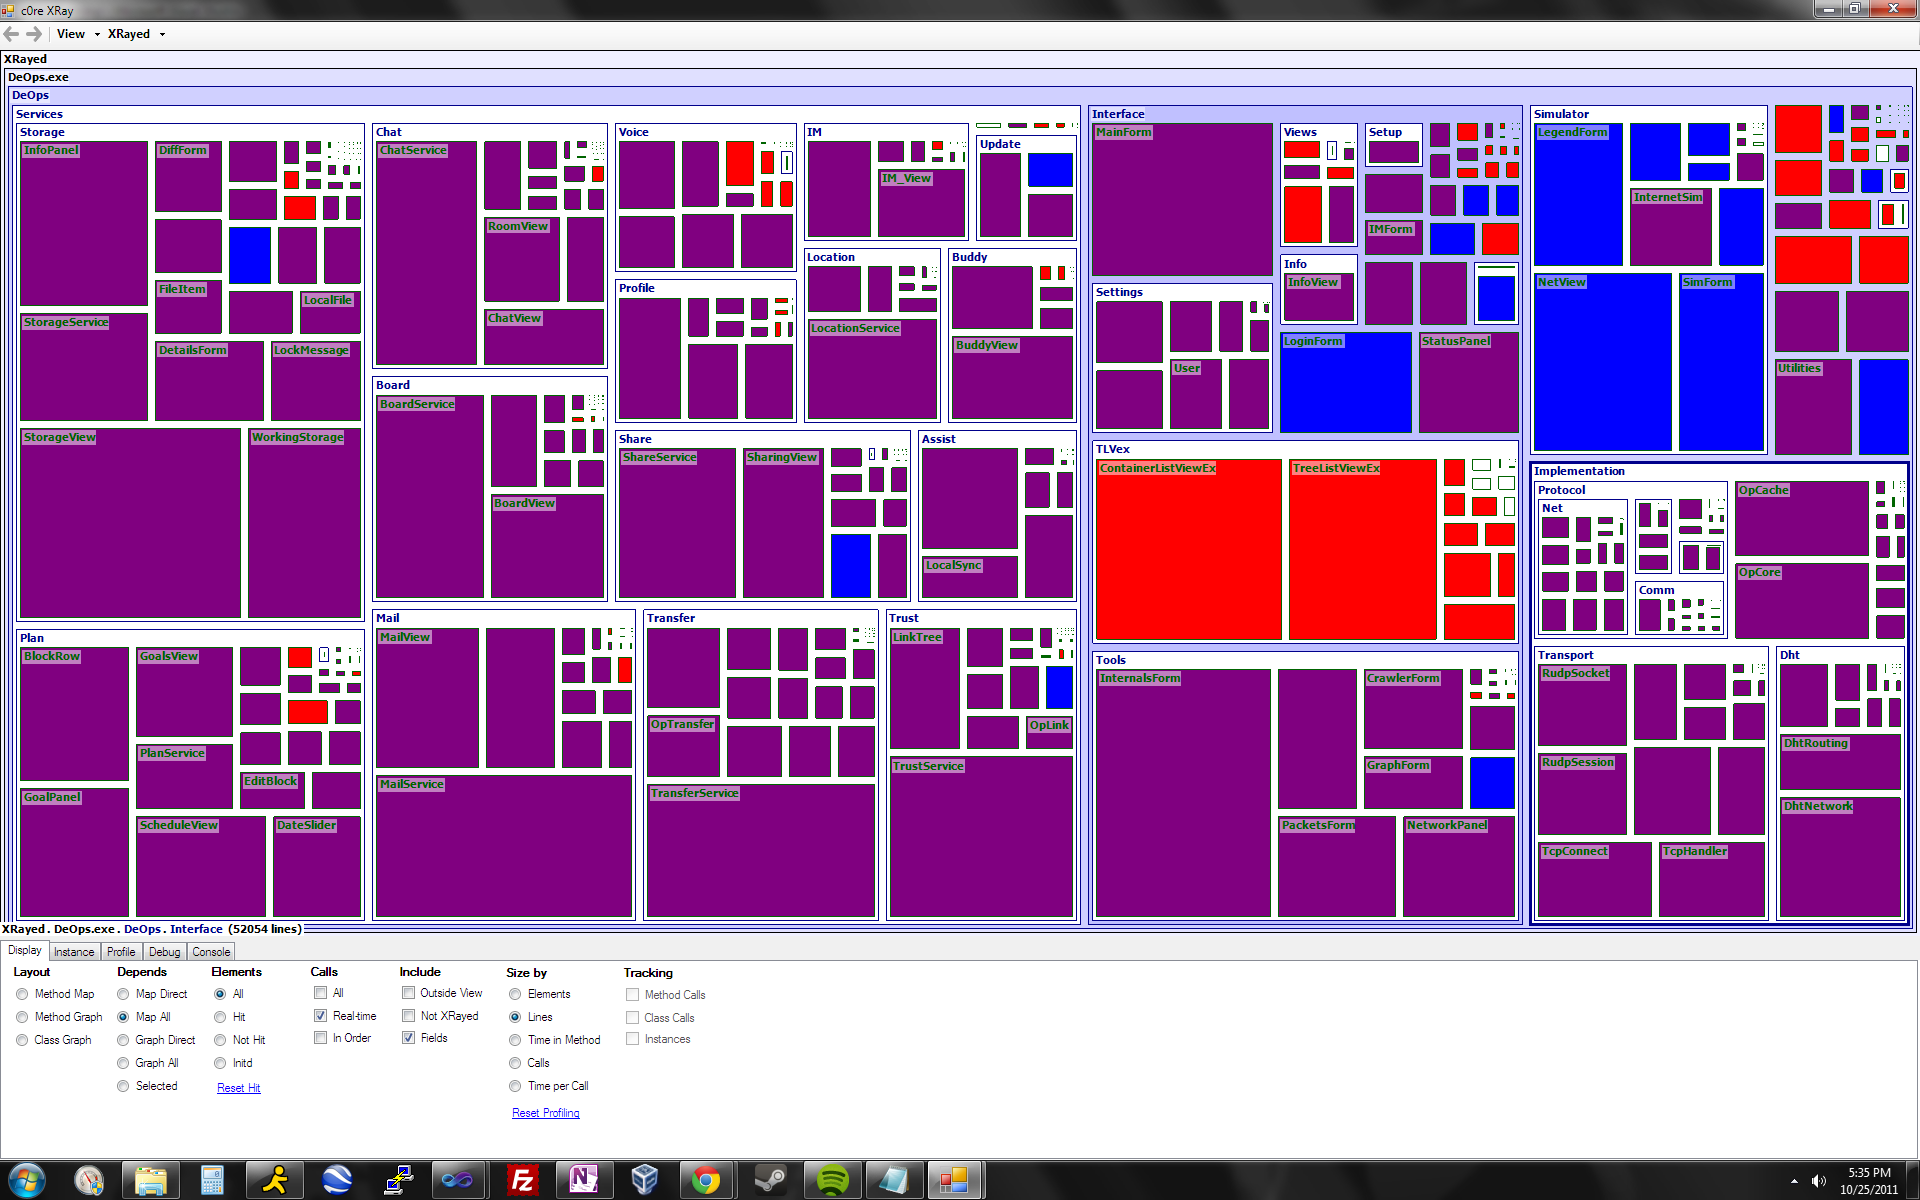 c0re XRay
View XRayed
XRayed
DeOps.exe
DeOps
Services
Storage
InfoPanel
DiffForm
FileItem
LocalFile
StorageService
DetailsForm
LockMessage
StorageView
WorkingStorage
Plan
BlockRow
GoalsView
PlanService
EditBlock
GoalPanel
ScheduleView
DateSlider
Chat
ChatService
RoomView
ChatView
Board
BoardService
BoardView
Mail
MailView
MailService
Voice
Profile
Share
ShareService
SharingView
Transfer
OpTransfer
TransferService
IM
IM_View
Update
Location
LocationService
Buddy
BuddyView
Assist
LocalSync
Trust
LinkTree
OpLink
TrustService
Interface
MainForm
Views
Setup
IMForm
Info
InfoView
Settings
User
LoginForm
StatusPanel
TLVex
ContainerListViewEx
TreeListViewEx
Tools
InternalsForm
CrawlerForm
GraphForm
PacketsForm
NetworkPanel
Simulator
LegendForm
InternetSim
NetView
SimForm
Utilities
Implementation
Protocol
Net
Comm
OpCache
OpCore
Transport
RudpSocket
RudpSession
TcpConnect
TcpHandler
Dht
DhtRouting
DhtNetwork
XRayed . DeOps.exe . DeOps . Interface (52054 lines)
Display Instance Profile Debug Console
Layout
Method Map
Method Graph
Class Graph
Depends
Map Direct
Map All
Graph Direct
Graph All
Selected
Elements
All
Hit
Not Hit
Initd
Reset Hit
Calls
All
Real-time
In Order
Include
Outside View
Not XRayed
Fields
Size by
Elements
Lines
Time in Method
Calls
Time per Call
Reset Profiling
Tracking
Method Calls
Class Calls
Instances
5:35 PM
10/25/2011